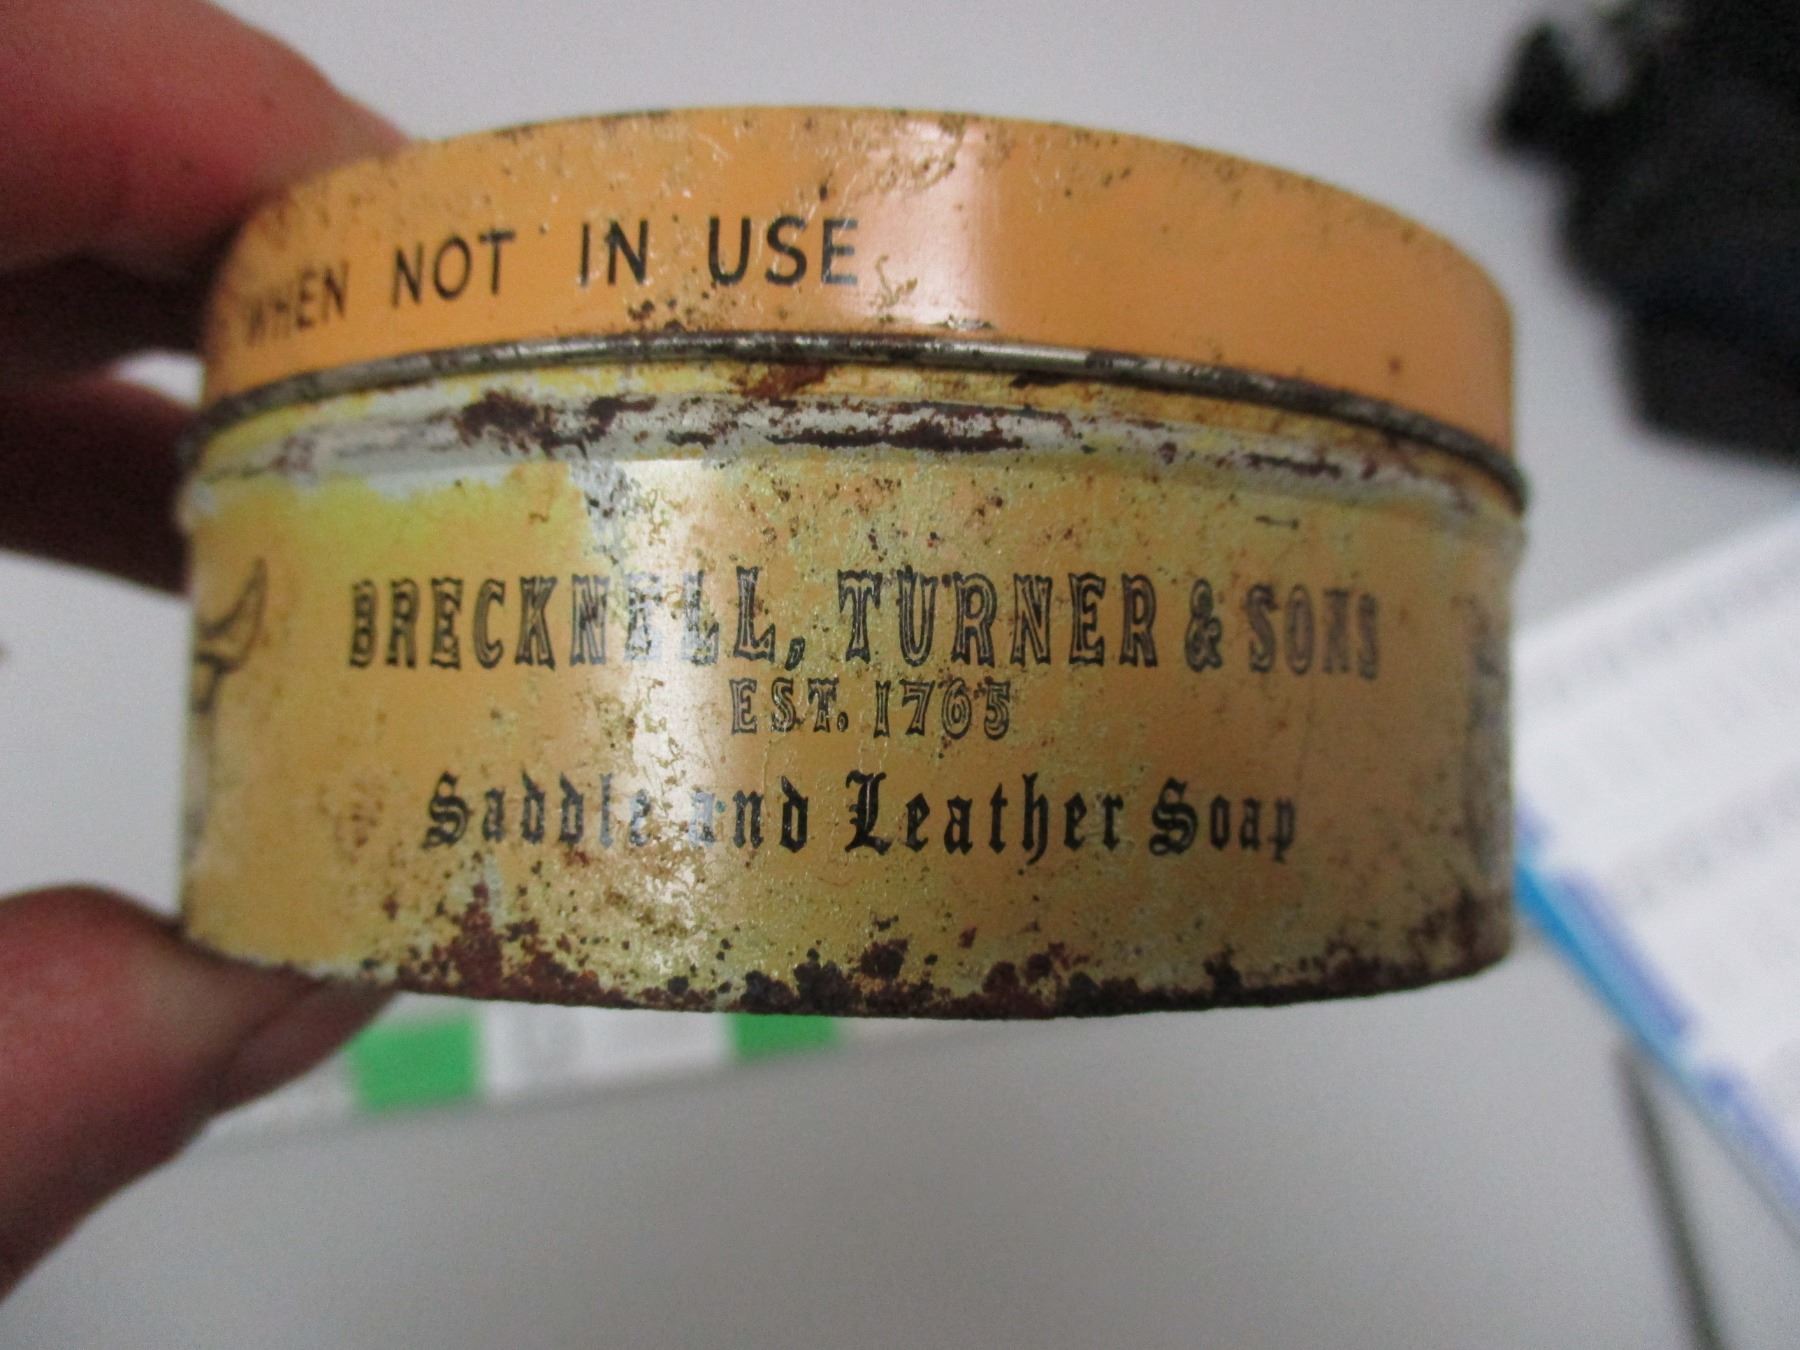 WHEN NOT IN USE
BRECKNELL, TURNER & SONS
EST. 1765
Saddle and Leather Soap